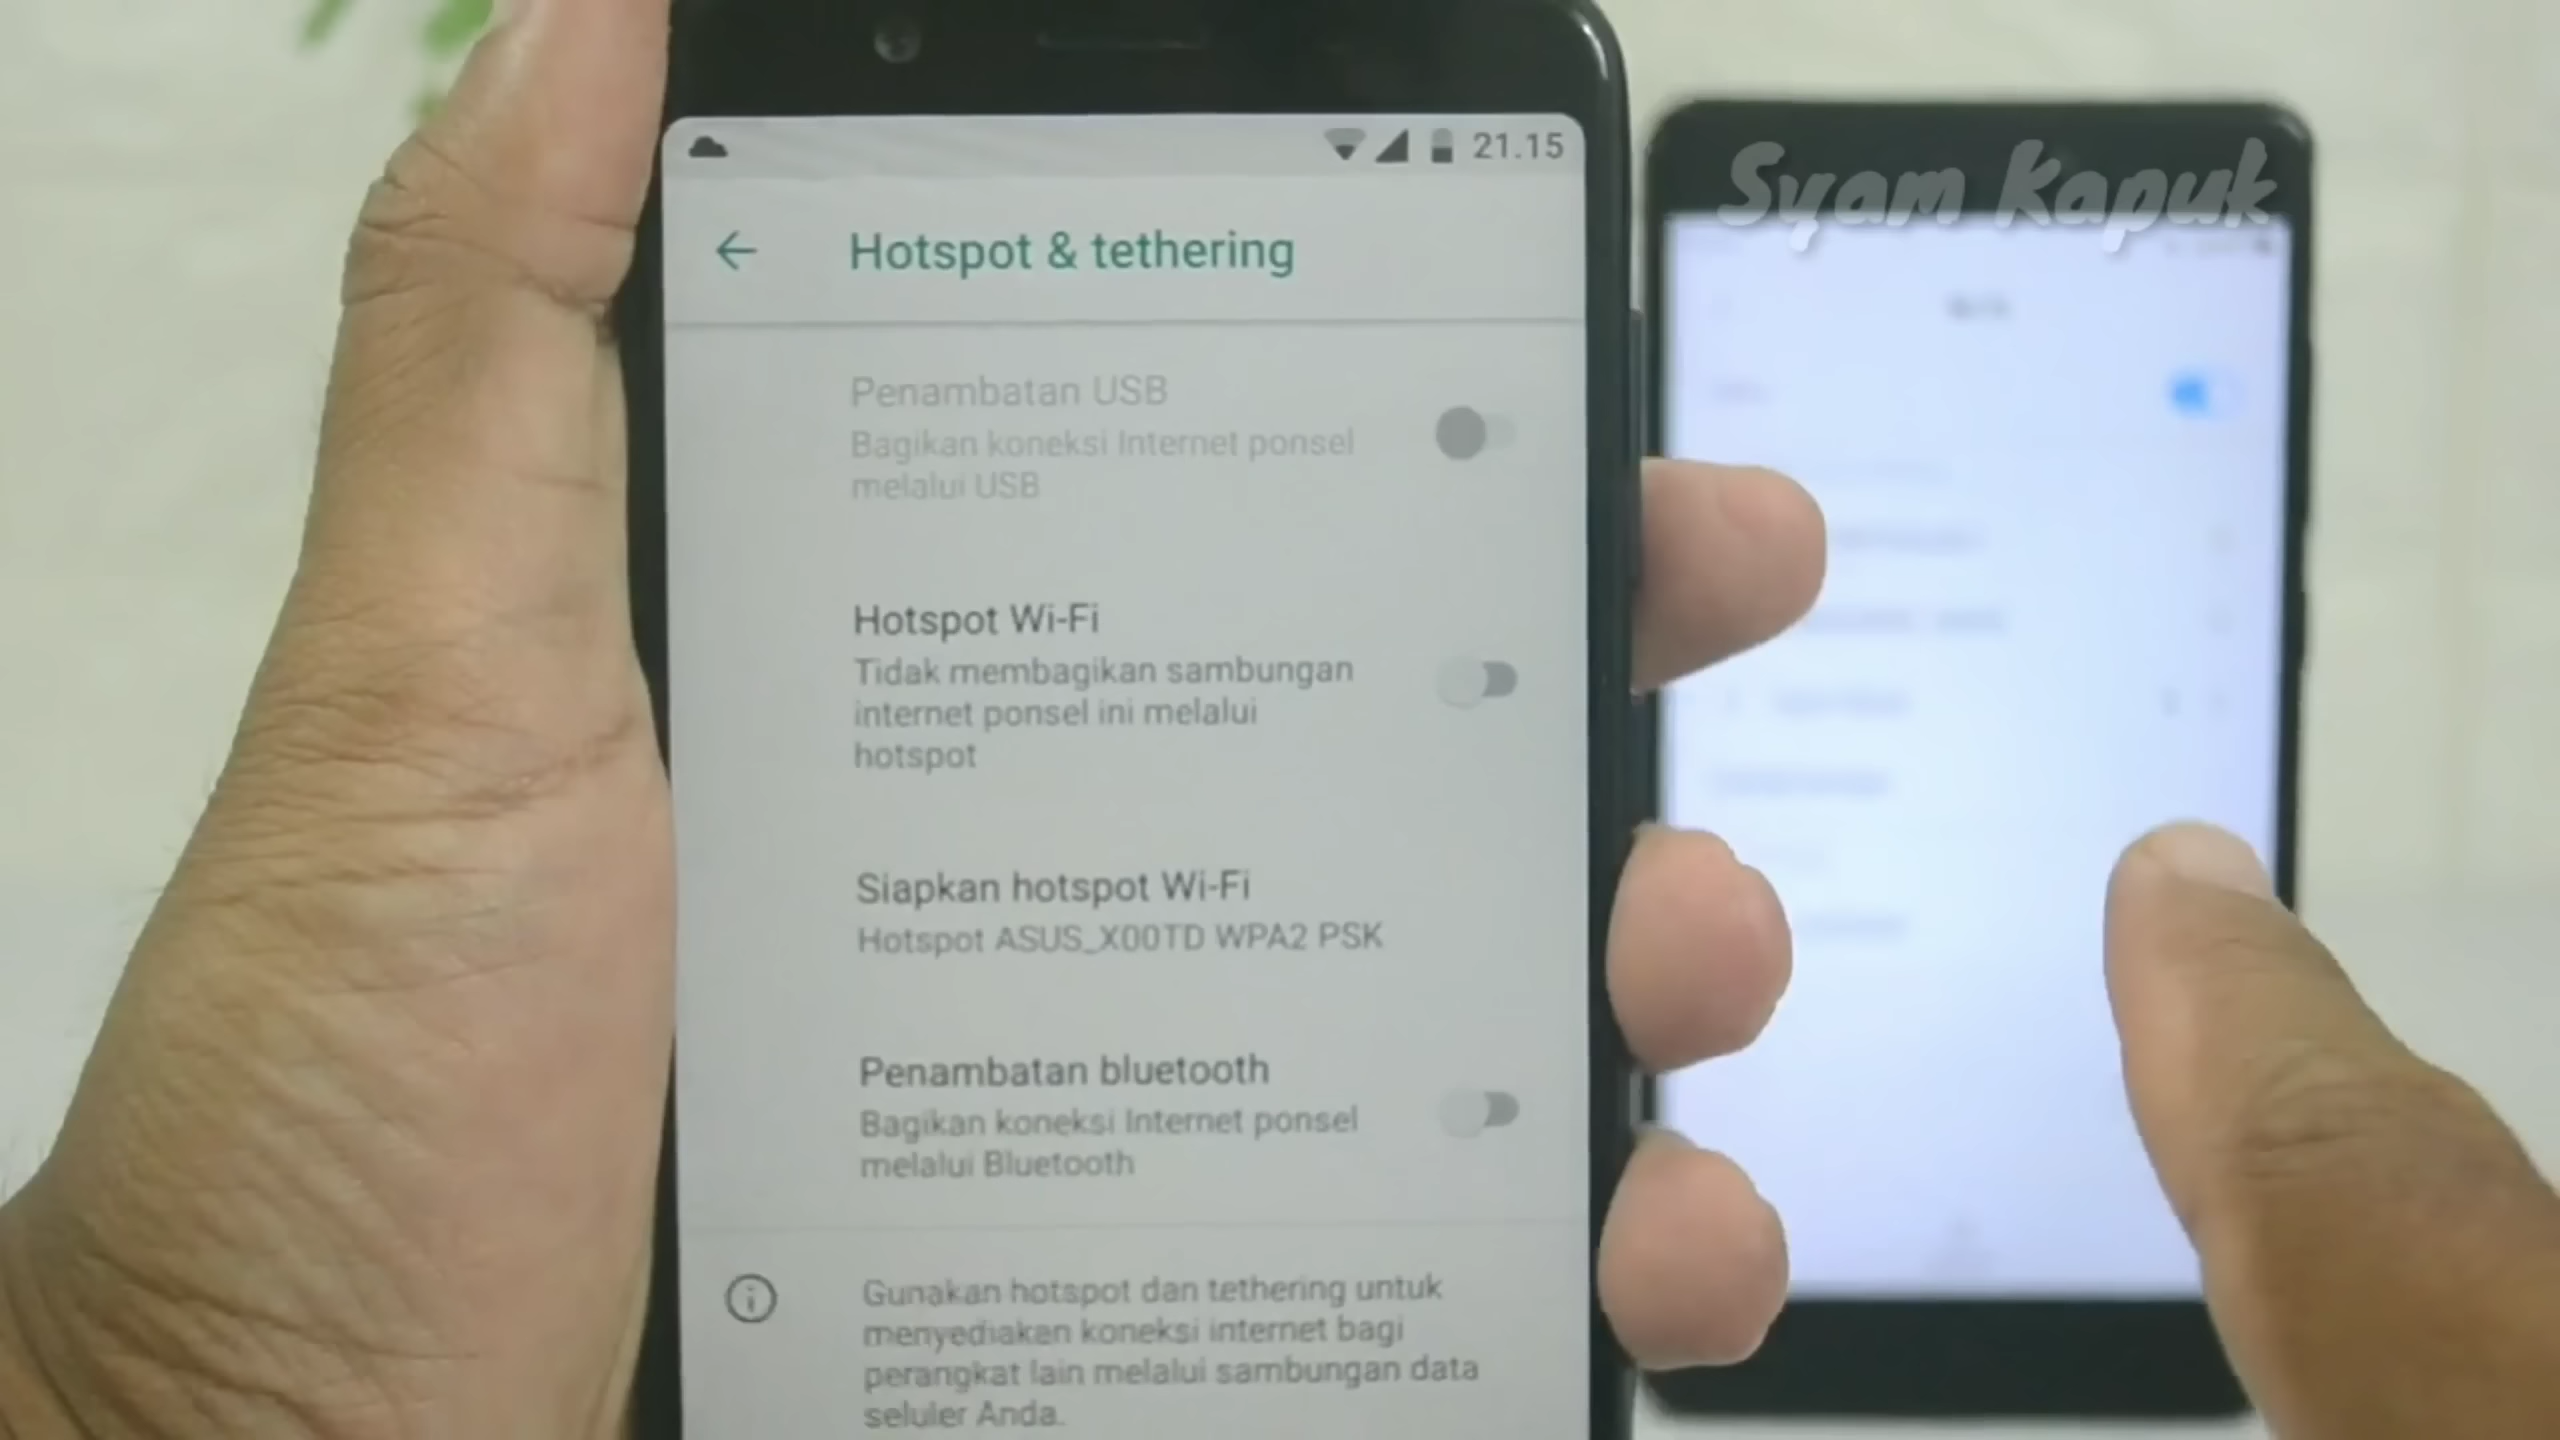 21.15
Syam Kapuk
Hotspot & tethering
Penambatan USB
Bagikan koneksi Internet ponsel
melalui USB
Hotspot Wi-Fi
Tidak membagikan sambungan
internet ponsel ini melalui
hotspot
Siapkan hotspot Wi-Fi
Hotspot ASUS_X00TD WPA2 PSK
Penambatan bluetooth
Bagikan koneksi Internet ponsel
melalui Bluetooth
Gunakan hotspot dan tethering untuk
menyediakan koneksi internet bagi
perangkat lain melalui sambungan data
seluler Anda.